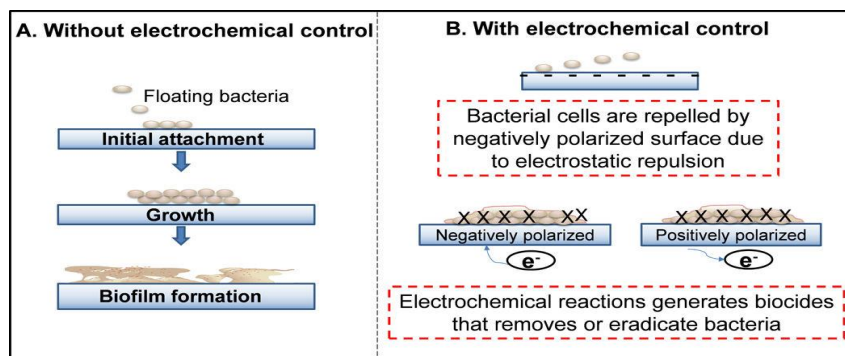 A. Without electrochemical control
Floating bacteria
Initial attachment
Growth
Biofilm formation
B. With electrochemical control
- - - - - - - - - -
Bacterial cells are repelled by
negatively polarized surface due
to electrostatic repulsion
X X X X X X
Negatively polarized
e-
X X X X X X
Positively polarized
e-
Electrochemical reactions generates biocides
that removes or eradicate bacteria